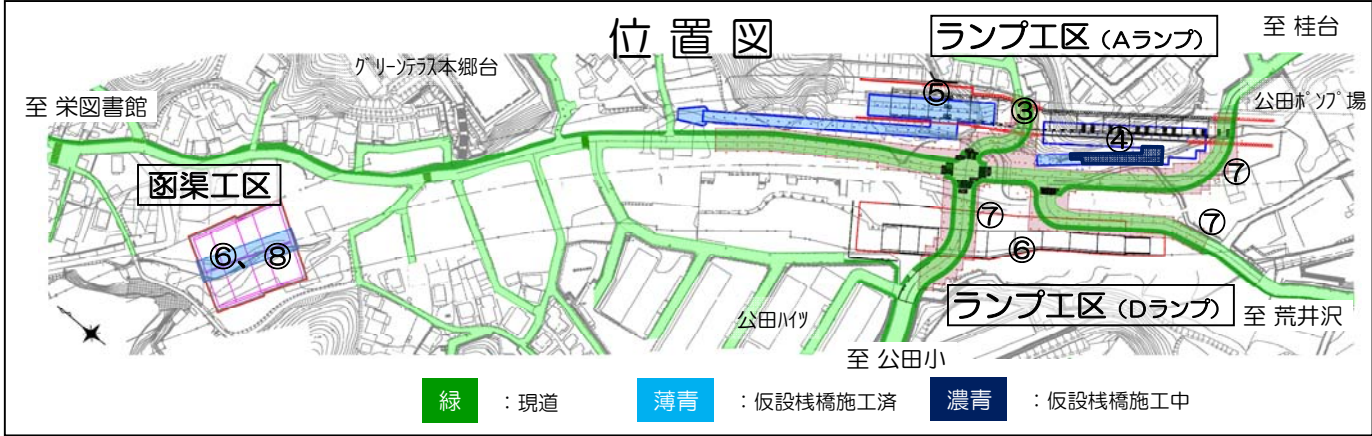 位置図
ランプ工区(Aランプ)
至 桂台
グリーンテラス本郷台
至 栄図書館
公田ポンプ場
⑤
③
④
函渠工区
⑦
⑦
⑦
⑥、⑧
⑥
ランプ工区(Dランプ)
至 荒井沢
公田ハイツ
至 公田小
緑 :現道
薄青 :仮設桟橋施工済
濃青 :仮設桟橋施工中